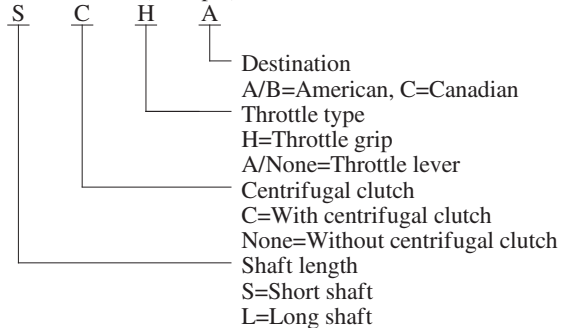 S C H A
Destination
A/B=American, C=Canadian
Throttle type
H=Throttle grip
A/None=Throttle lever
Centrifugal clutch
C=With centrifugal clutch
None=Without centrifugal clutch
Shaft length
S=Short shaft
L=Long shaft